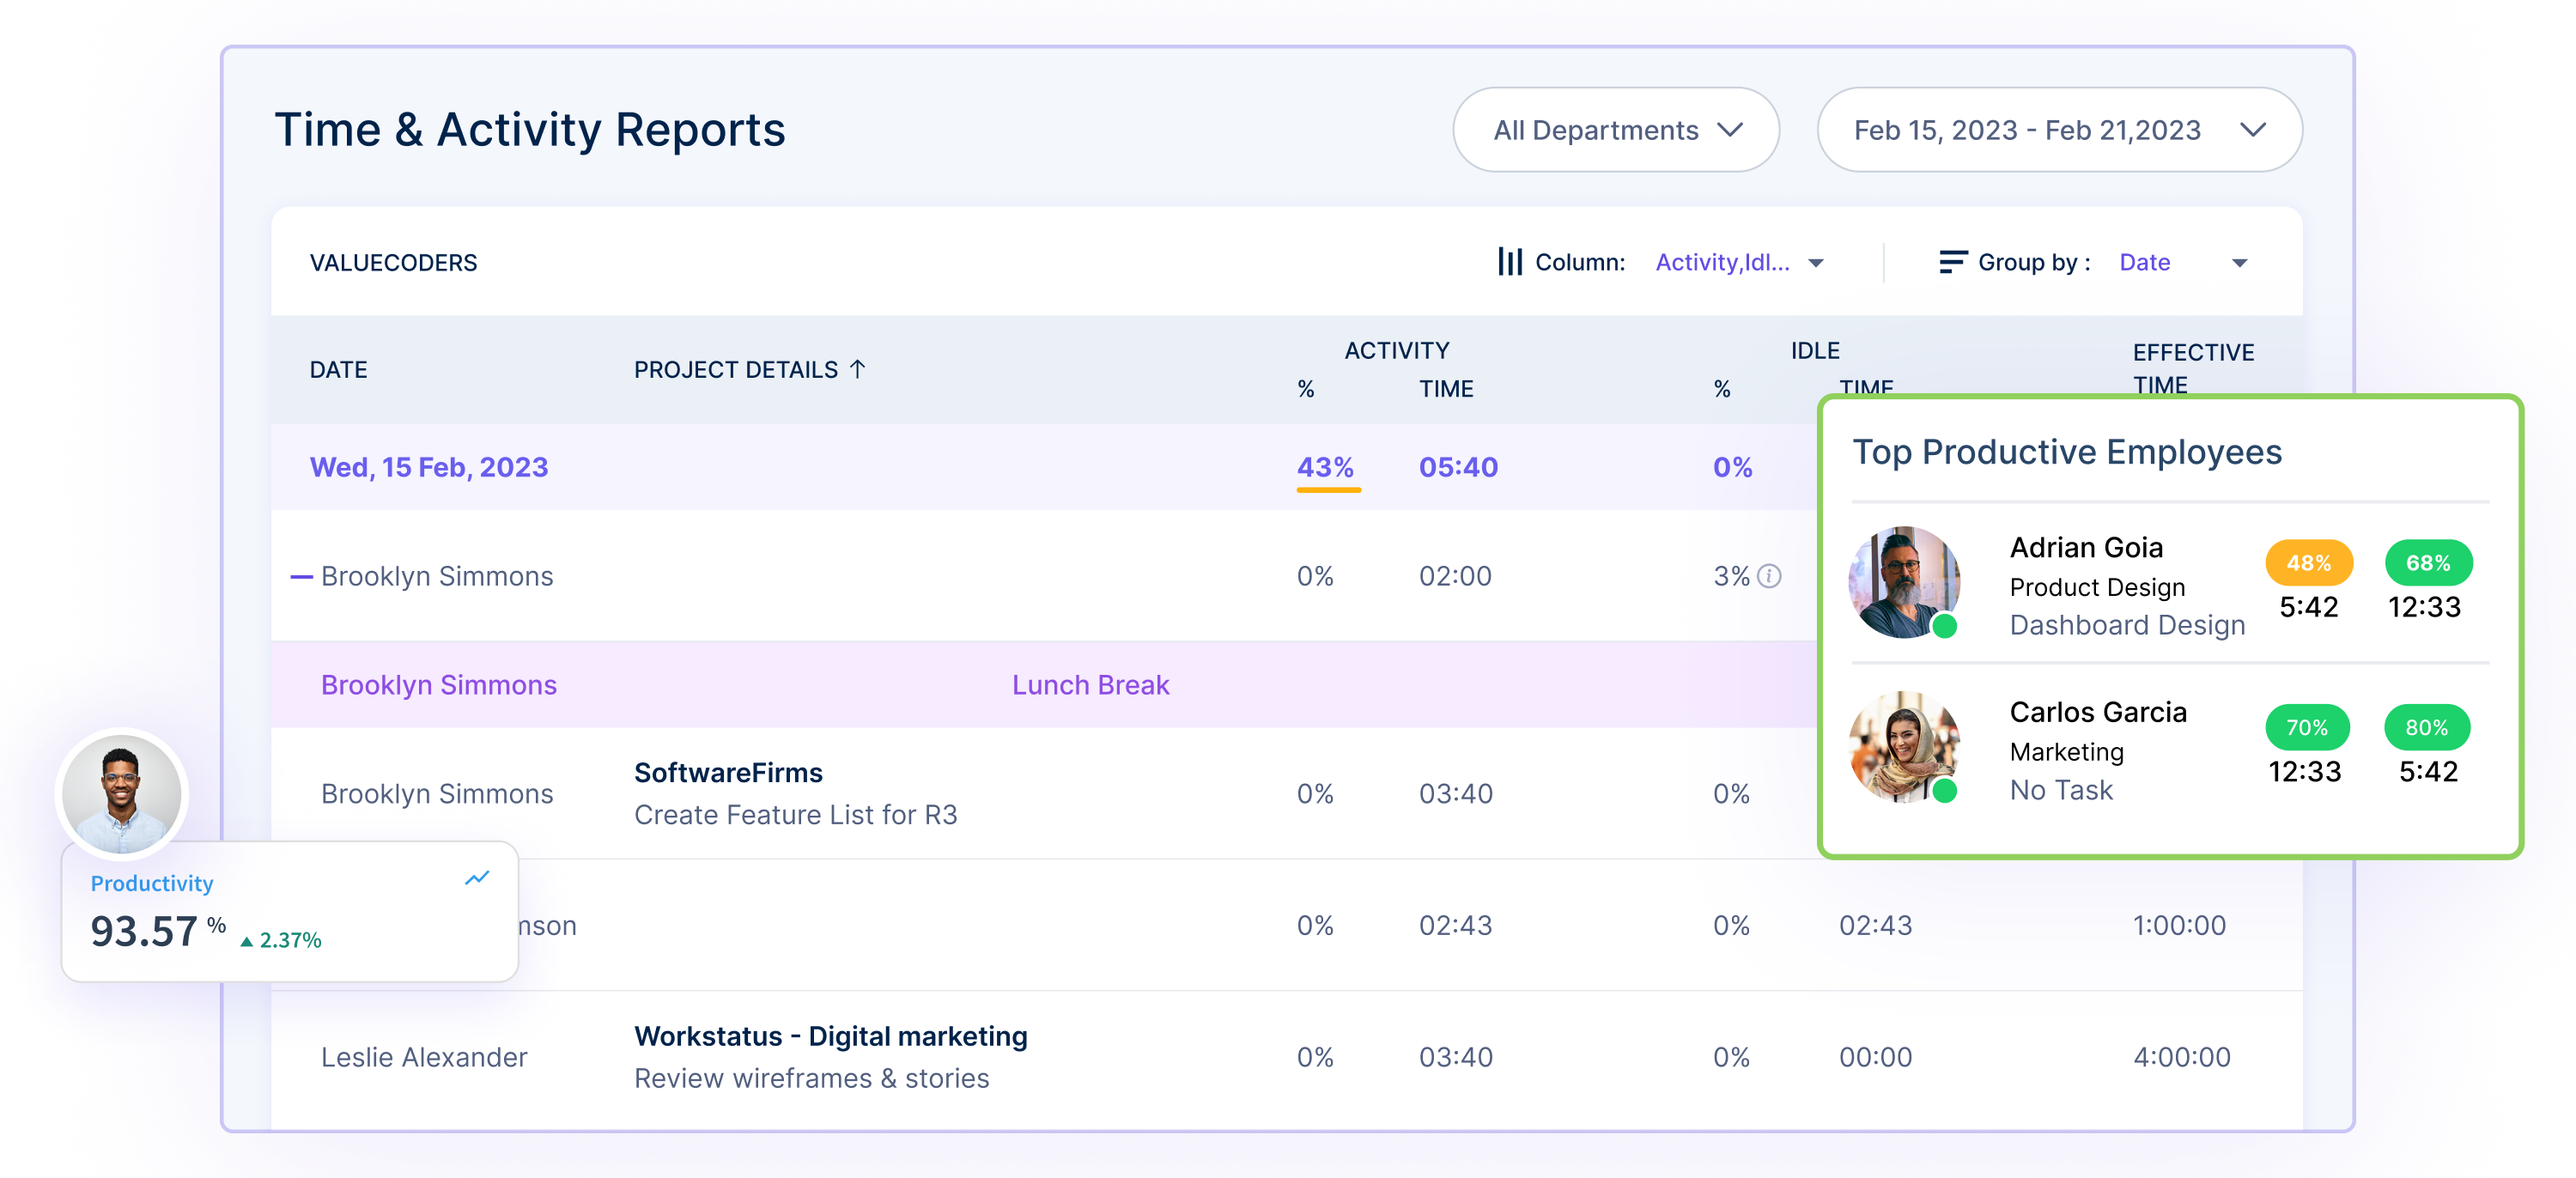 Time & Activity Reports
All Departments
Feb 15, 2023 - Feb 21,2023
VALUECODERS
Column: Activity,Idl...
Group by : Date
DATE PROJECT DETAILS ↑ ACTIVITY IDLE EFFECTIVE
% TIME % TIME TIME
Wed, 15 Feb, 2023 43% 05:40 0%
Brooklyn Simmons 0% 02:00 3%
Brooklyn Simmons Lunch Break
Brooklyn Simmons SoftwareFirms 0% 03:40 0%
Create Feature List for R3
mson 0% 02:43 0% 02:43 1:00:00
Leslie Alexander Workstatus - Digital marketing 0% 03:40 0% 00:00 4:00:00
Review wireframes & stories
Top Productive Employees
Adrian Goia 48% 68%
Product Design 5:42 12:33
Dashboard Design
Carlos Garcia 70% 80%
Marketing 12:33 5:42
No Task
Productivity
93.57 % ▲ 2.37%